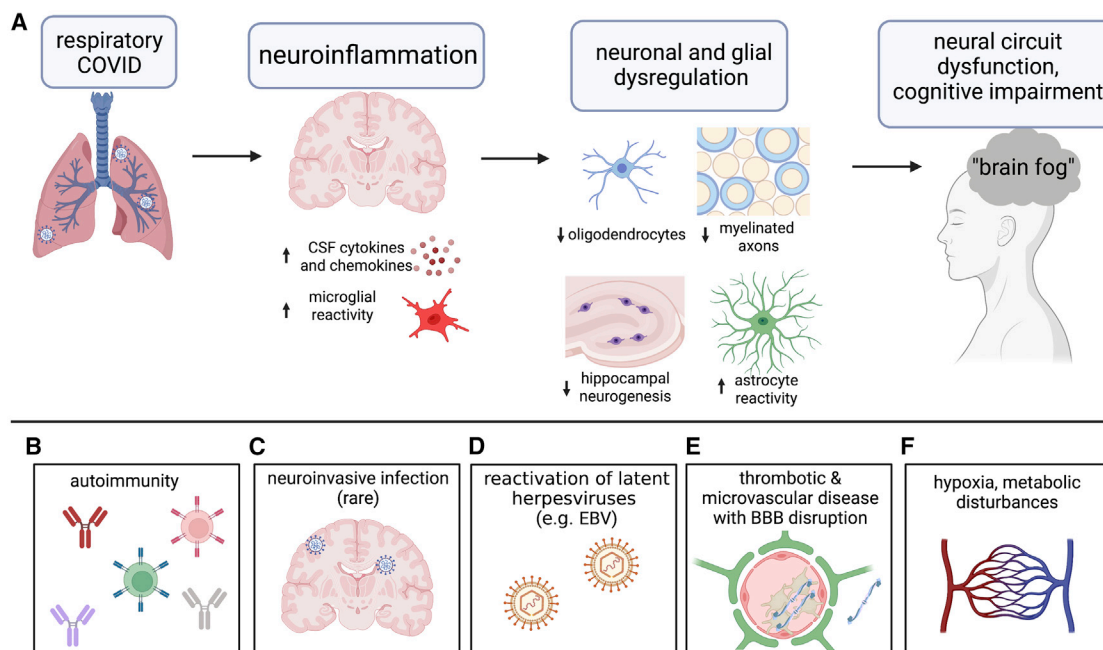 A
respiratory
COVID
neuroinflammation
neuronal and glial
dysregulation
neural circuit
dysfunction,
cognitive impairment
"brain fog"
↑ CSF cytokines
and chemokines
↑ microglial
reactivity
↓ oligodendrocytes
↓ myelinated
axons
↓ hippocampal
neurogenesis
↑ astrocyte
reactivity
B
autoimmunity
C
neuroinvasive infection
(rare)
D
reactivation of latent
herpesviruses
(e.g. EBV)
E
thrombotic &
microvascular disease
with BBB disruption
F
hypoxia, metabolic
disturbances